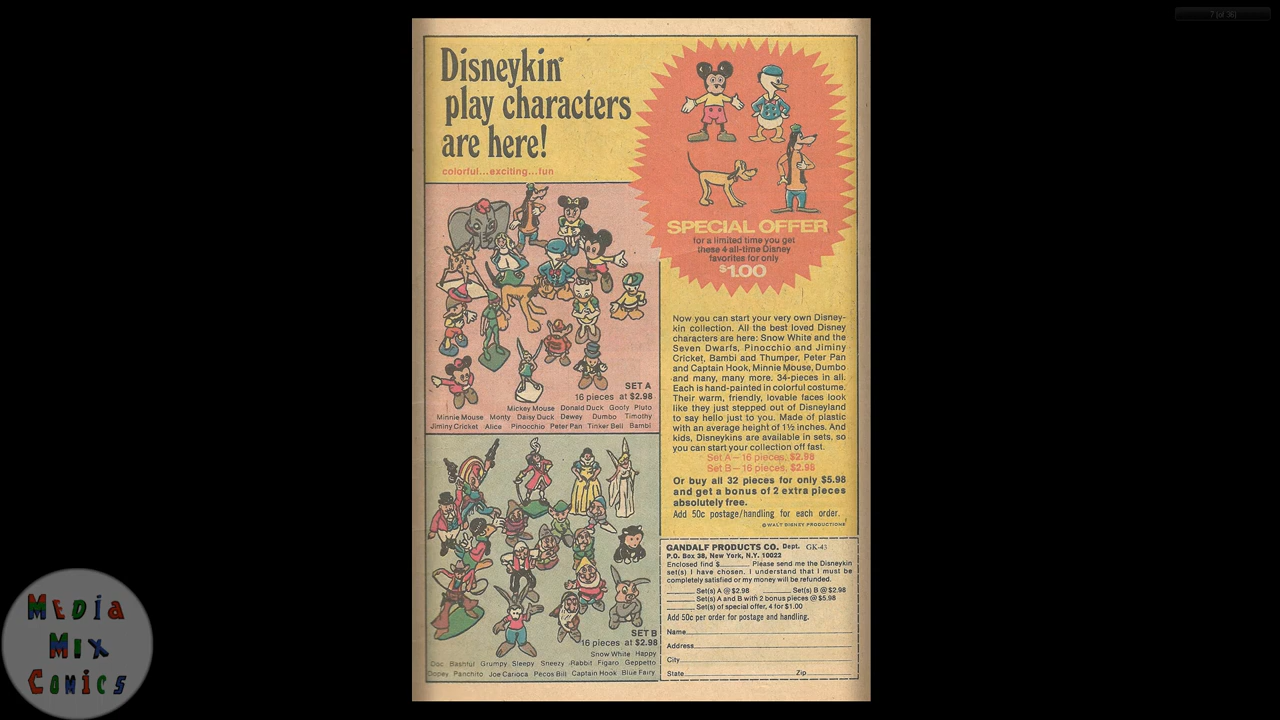 7 (of 36)
Disneykin®
play characters
are here!
colorful...exciting...fun
SPECIAL OFFER
for a limited time you get
these 4 all-time Disney
favorites for only
$1.00
SET A
16 pieces at $2.98
Mickey Mouse Donald Duck Goofy Pluto
Minnie Mouse Monty Daisy Duck Dewey Dumbo Timothy
Jiminy Cricket Alice Pinocchio Peter Pan Tinker Bell Bambi
Now you can start your very own Disney-
kin collection. All the best loved Disney
characters are here: Snow White and the
Seven Dwarfs, Pinocchio and Jiminy
Cricket, Bambi and Thumper, Peter Pan
and Captain Hook, Minnie Mouse, Dumbo
and many, many more. 34-pieces in all.
Each is hand-painted in colorful costume.
Their warm, friendly, lovable faces look
like they just stepped out of Disneyland
to say hello just to you. Made of plastic
with an average height of 1½ inches. And
kids, Disneykins are available in sets, so
you can start your collection off fast.
Set A—16 pieces, $2.98
Set B—16 pieces, $2.98
Or buy all 32 pieces for only $5.98
and get a bonus of 2 extra pieces
absolutely free.
Add 50c postage/handling for each order.
© WALT DISNEY PRODUCTIONS
SET B
16 pieces at $2.98
Snow White Happy
Doc Bashful Grumpy Sleepy Sneezy Rabbit Figaro Geppetto
Dopey Panchito Joe Carioca Pecos Bill Captain Hook Blue Fairy
GANDALF PRODUCTS CO. Dept. GK-43
P.O. Box 38, New York, N.Y. 10022
Enclosed find $______. Please send me the Disneykin
set(s) I have chosen. I understand that I must be
completely satisfied or my money will be refunded.
______ Set(s) A @ $2.98 ______ Set(s) B @ $2.98
______ Set(s) A and B with 2 bonus pieces @ $5.98
______ Set(s) of special offer, 4 for $1.00
Add 50c per order for postage and handling.
Name
Address
City
State Zip
MEDIA
MIX
COMICS